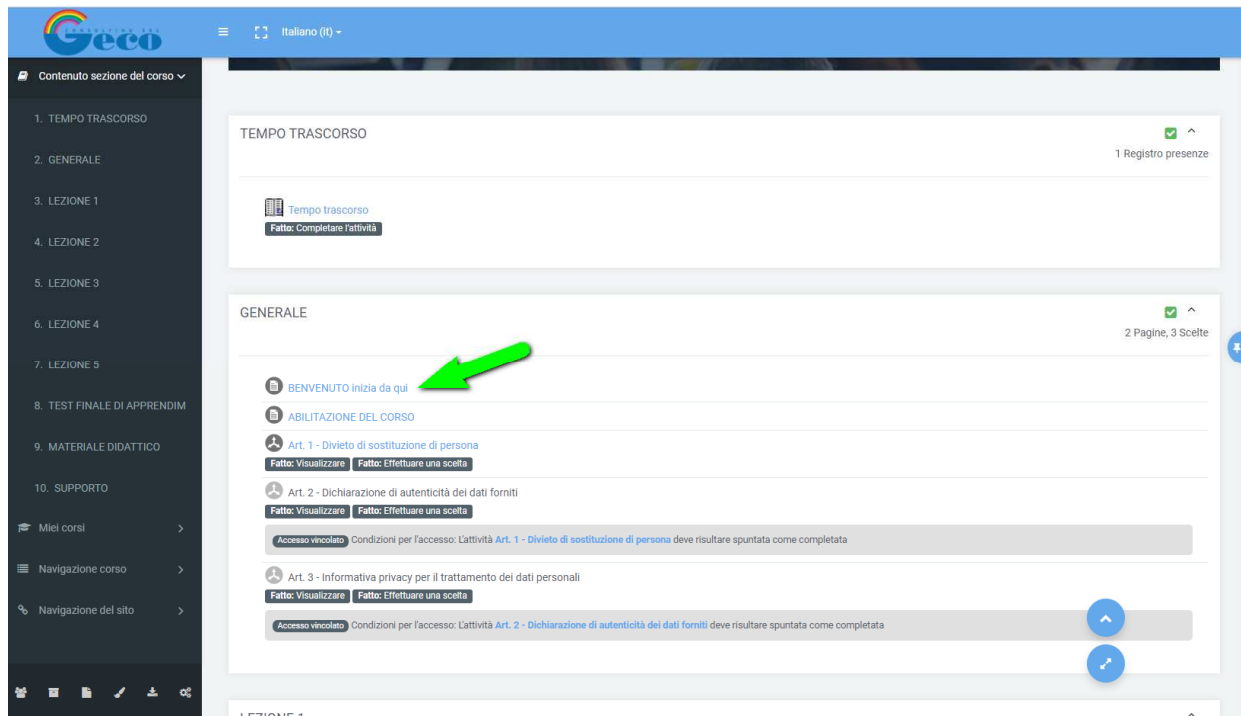 CONSULTING SRL
Geco
Italiano (it)
Contenuto sezione del corso
1. TEMPO TRASCORSO
2. GENERALE
3. LEZIONE 1
4. LEZIONE 2
5. LEZIONE 3
6. LEZIONE 4
7. LEZIONE 5
8. TEST FINALE DI APPRENDIM
9. MATERIALE DIDATTICO
10. SUPPORTO
Miei corsi
Navigazione corso
Navigazione del sito
TEMPO TRASCORSO
1 Registro presenze
Tempo trascorso
Fatto: Completare l'attività
GENERALE
2 Pagine, 3 Scelte
BENVENUTO inizia da qui
ABILITAZIONE DEL CORSO
Art. 1 - Divieto di sostituzione di persona
Fatto: Visualizzare Fatto: Effettuare una scelta
Art. 2 - Dichiarazione di autenticità dei dati forniti
Fatto: Visualizzare Fatto: Effettuare una scelta
Accesso vincolato Condizioni per l'accesso: L'attività Art. 1 - Divieto di sostituzione di persona deve risultare spuntata come completata
Art. 3 - Informativa privacy per il trattamento dei dati personali
Fatto: Visualizzare Fatto: Effettuare una scelta
Accesso vincolato Condizioni per l'accesso: L'attività Art. 2 - Dichiarazione di autenticità dei dati forniti deve risultare spuntata come completata
LEZIONE 1